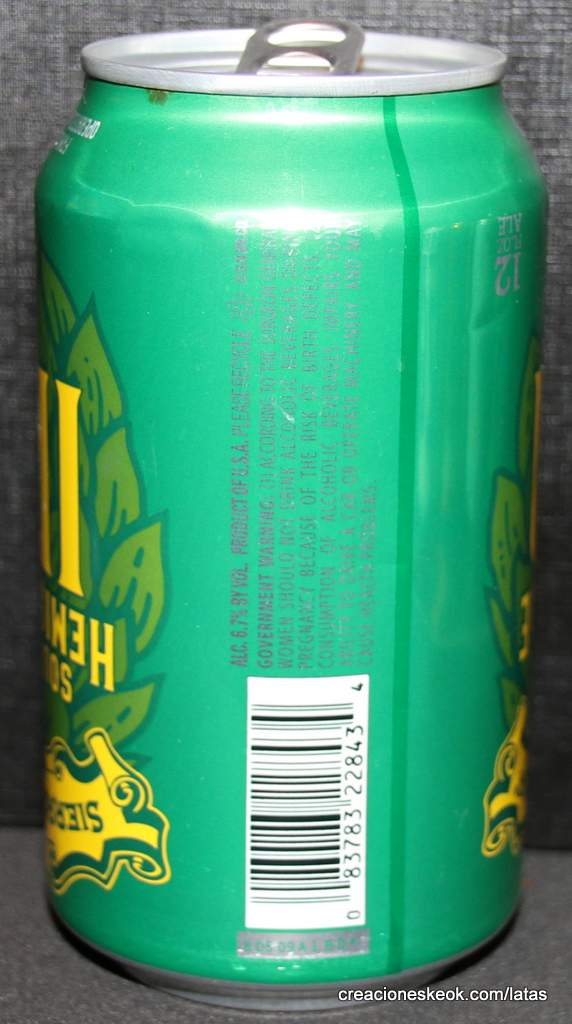 12
FL.OZ.
ALE
ALC. 6.7% BY VOL. PRODUCT OF U.S.A. PLEASE RECYCLE
GOVERNMENT WARNING: (1) ACCORDING TO THE SURGEON GENERAL
WOMEN SHOULD NOT DRINK ALCOHOLIC BEVERAGES
PREGNANCY BECAUSE OF THE RISK OF BIRTH DEFECTS.
CONSUMPTION OF ALCOHOLIC BEVERAGES IMPAIRS YOUR
ABILITY TO DRIVE A CAR OR OPERATE MACHINERY, AND MAY
CAUSE HEALTH PROBLEMS.
0 83783 22843 4
HEMI
SO
SIERR
creacioneskeok.com/latas